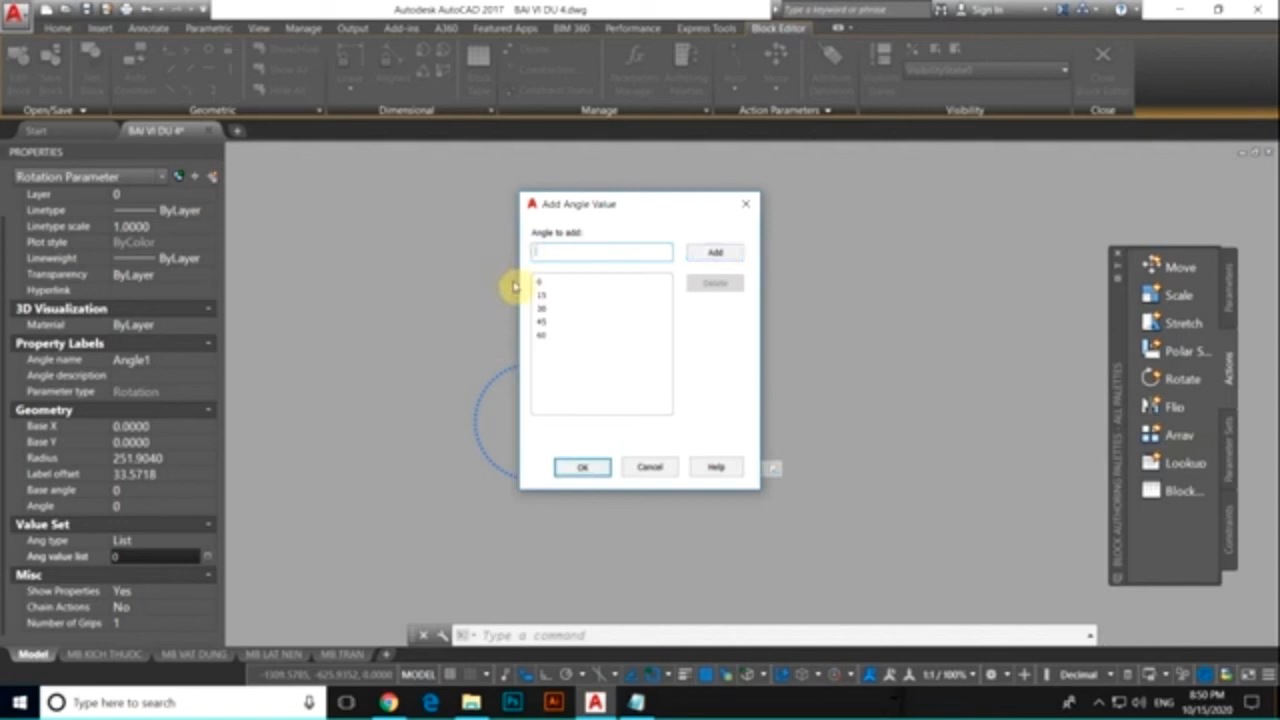 Autodesk AutoCAD 2017 BAI VI DU 4.dwg
Type a keyword or phrase
Sign In
Home Insert Annotate Parametric View Manage Output Add-ins A360 Featured Apps BIM 360 Performance Express Tools Block Editor
Open/Save Geometric Dimensional Manage Action Parameters Visibility Close
Start BAI VI DU 4*
PROPERTIES
Rotation Parameter
Layer 0
Linetype ByLayer
Linetype scale 1.0000
Plot style ByColor
Lineweight ByLayer
Transparency ByLayer
Hyperlink
3D Visualization
Material ByLayer
Property Labels
Angle name Angle1
Angle description
Parameter type Rotation
Geometry
Base X 0.0000
Base Y 0.0000
Radius 251.9040
Label offset 33.5718
Base angle 0
Angle 0
Value Set
Ang type List
Ang value list 0
Misc
Show Properties Yes
Chain Actions No
Number of Grips 1
Add Angle Value
Angle to add:
Add
Delete
0
15
30
45
60
OK Cancel Help
Move
Scale
Stretch
Polar S...
Rotate
Flip
Array
Lookup
Block...
Parameters
Actions
Parameter Sets
Constraints
BLOCK AUTHORING PALETTES - ALL PALETTES
Type a command
Model MB KICH THUOC MB VAT DUNG MB LAT NEN MB TRAN
-1309.5785, -625.9352, 0.0000 MODEL 1:1 / 100% Decimal
Type here to search
ENG
8:50 PM
10/15/2020